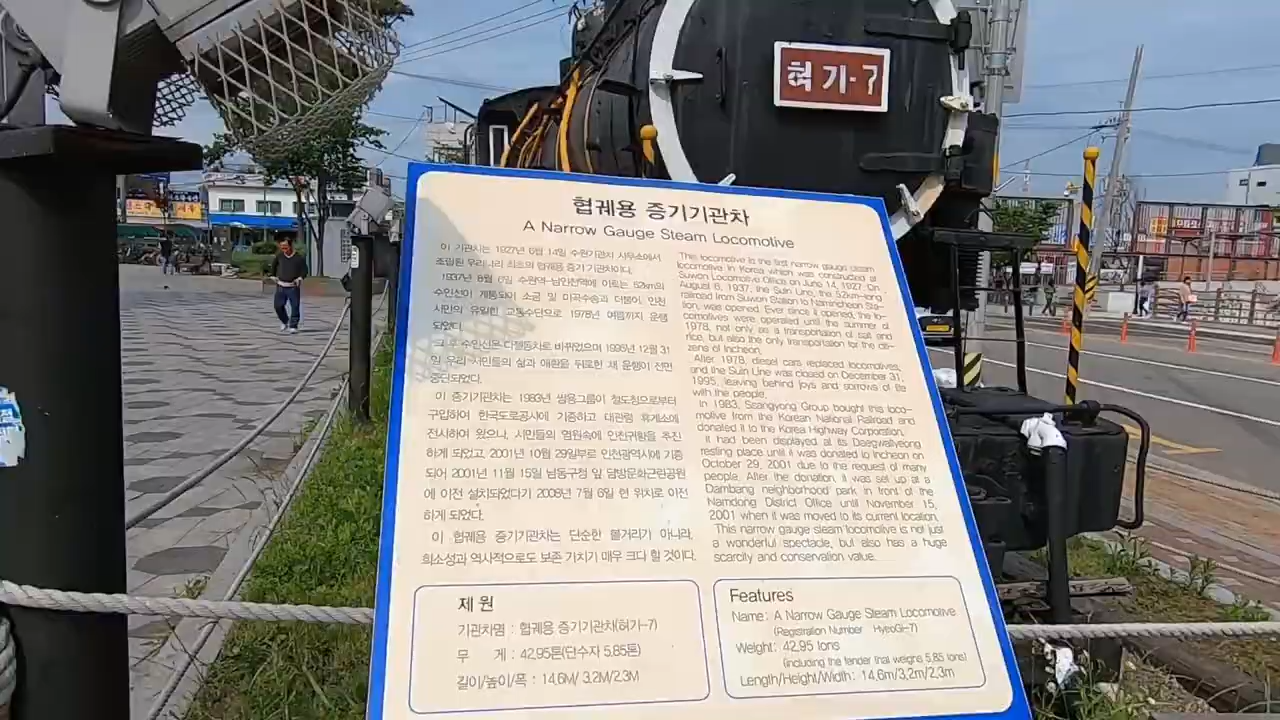 혀기-7
협궤용 증기기관차
A Narrow Gauge Steam Locomotive
이 기관차는 1927년 6월 14일 수원기관차 사무소에서
조립된 우리나라 최초의 협궤용 증기기관차이다.
1937년 8월 6일 수원역-남인천역에 이르는 52km의
수인선이 개통되어 소금 및 미곡수송과 더불어, 인천
시민의 유일한 교통수단으로 1978년 여름까지 운행
되었다.
그 후 수인선은 디젤동차로 바뀌었으며 1995년 12월 31
일 우리 서민들의 삶과 애환을 뒤로한 채 운행이 전면
중단되었다.
이 증기기관차는 1983년 쌍용그룹이 철도청으로부터
구입하여 한국도로공사에 기증하고 대관령 휴게소에
전시하여 왔으나, 시민들의 염원속에 인천귀환을 추진
하게 되었고, 2001년 10월 29일부로 인천광역시에 기증
되어 2001년 11월 15일 남동구청 앞 담방문화근린공원
에 이전 설치되었다가 2008년 7월 6일 현 위치로 이전
하게 되었다.
이 협궤용 증기기관차는 단순한 볼거리가 아니라,
희소성과 역사적으로도 보존 가치가 매우 크다 할 것이다.
This locomotive is the first narrow gauge steam
locomotive in Korea which was constructed at
Suwon Locomotive Office on June 14, 1927. On
August 6, 1937, the Suin Line, the 52km-long
railroad from Suwon Station to Namincheon Sta-
tion, was opened. Ever since it opened, the lo-
comotives were operated until the summer of
1978, not only as a transportation of salt and
rice, but also the only transportation for the citi-
zens of Incheon.
After 1978, diesel cars replaced locomotives,
and the Suin Line was closed on December 31,
1995, leaving behind joys and sorrows of life
with the people.
In 1983, Ssangyong Group bought this loco-
motive from the Korean National Railroad and
donated it to the Korea Highway Corporation.
It had been displayed at its Daegwallyeong
resting place until it was donated to Incheon on
October 29, 2001 due to the request of many
people. After the donation, it was set up at a
Dambang neighborhood park in front of the
Namdong District Office until November 15,
2001 when it was moved to its current location.
This narrow gauge steam locomotive is not just
a wonderful spectacle, but also has a huge
scarcity and conservation value.
제 원
기관차명 : 협궤용 증기기관차(혀기-7)
무 게 : 42.95톤(탄수차 5.85톤)
길이/높이/폭 : 14.6M/ 3.2M/2.3M
Features
Name: A Narrow Gauge Steam Locomotive
(Registration Number HyeoGi-7)
Weight: 42.95 tons
(including the tender that weighs 5.85 tons)
Length/Height/Width: 14.6m/3.2m/2.3m